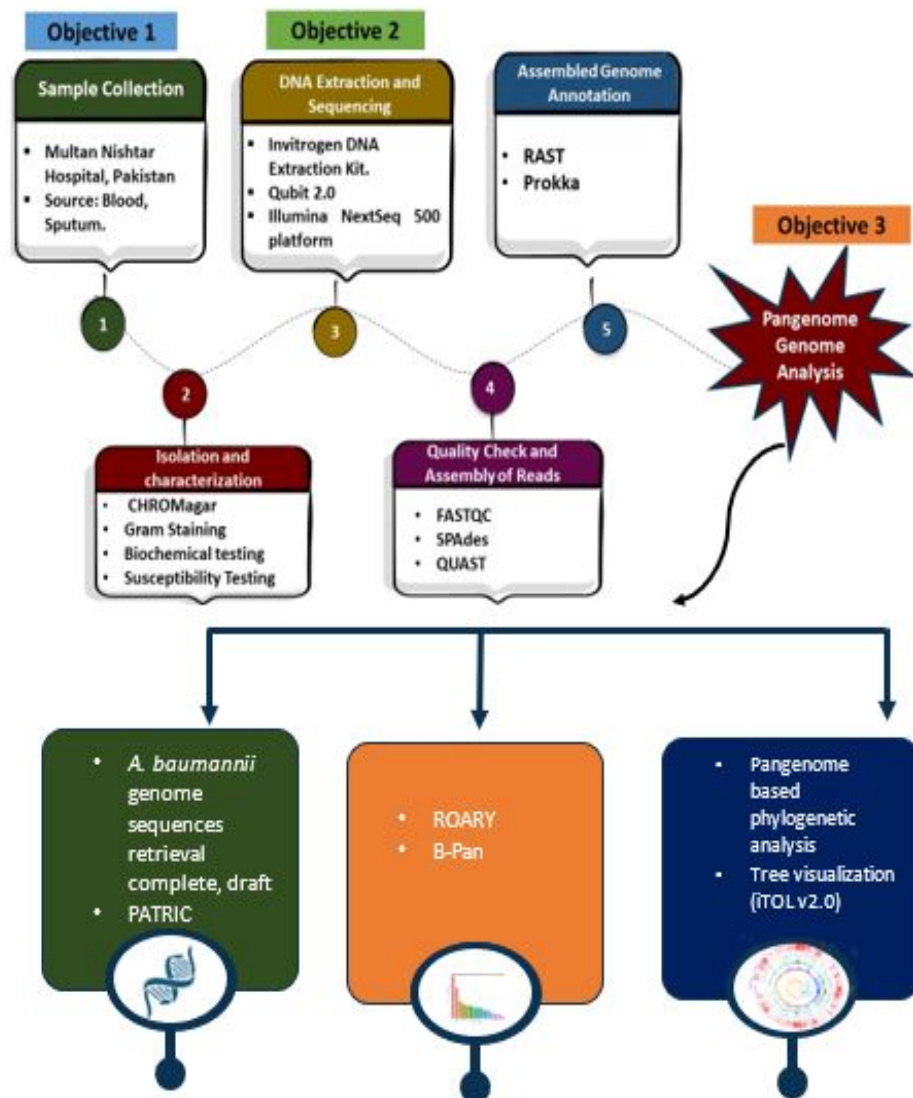 Objective 1
Sample Collection
▪ Multan Nishtar
Hospital, Pakistan
▪ Source: Blood,
Sputum.
Objective 2
DNA Extraction and
Sequencing
▪ Invitrogen DNA
Extraction Kit.
▪ Qubit 2.0
▪ Illumina NextSeq 500
platform
Assembled Genome
Annotation
• RAST
• Prokka
Objective 3
Pangenome
Genome
Analysis
1
2
3
4
5
Isolation and
characterization
• CHROMagar
• Gram Staining
• Biochemical testing
• Susceptibility Testing
Quality Check and
Assembly of Reads
• FASTQC
• SPAdes
• QUAST
• A. baumannii
genome
sequences
retrieval
complete, draft
• PATRIC
• ROARY
• B-Pan
• Pangenome
based
phylogenetic
analysis
• Tree visualization
(iTOL v2.0)